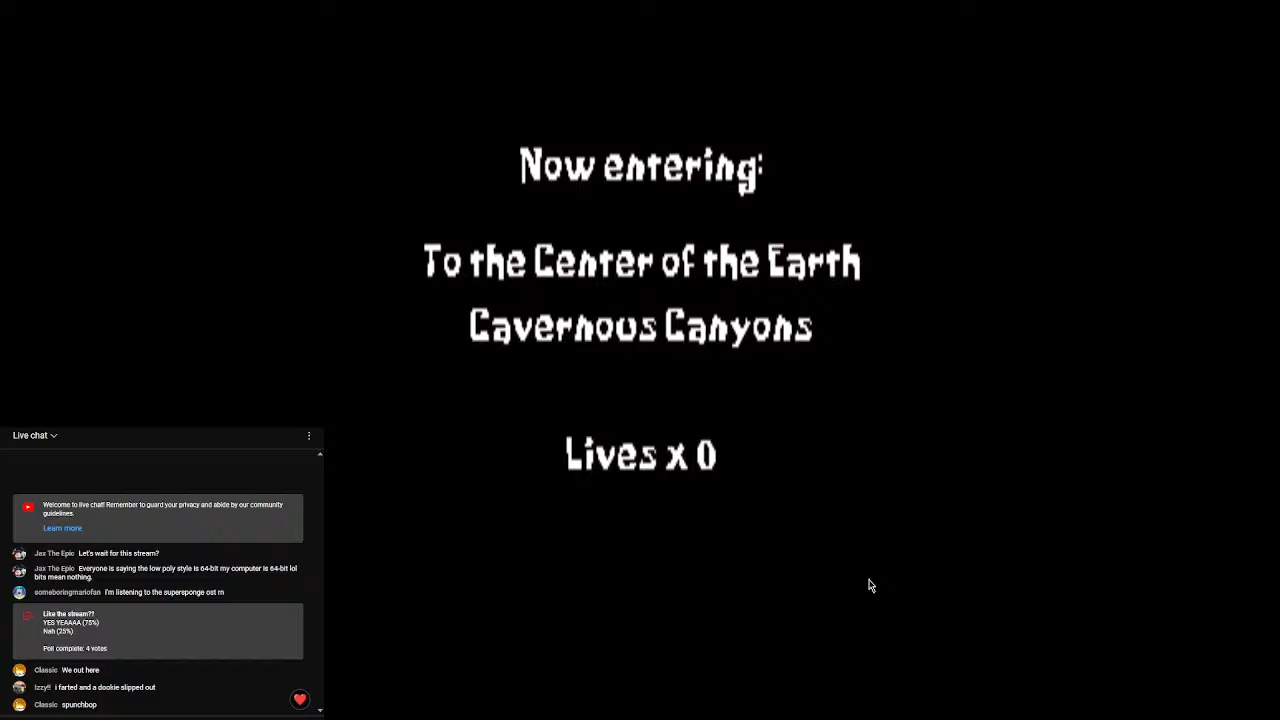 Now entering:
To the Center of the Earth
Cavernous Canyons
Lives x 0
Live chat
Welcome to live chat! Remember to guard your privacy and abide by our community
guidelines.
Learn more
Jax The Epic Let's wait for this stream?
Jax The Epic Everyone is saying the low poly style is 64-bit my computer is 64-bit lol
bits mean nothing.
someboringmariofan I'm listening to the supersponge ost rn
Like the stream??
YES YEAAAA (75%)
Nah (25%)
Poll complete: 4 votes
Classic We out here
Izzy!! i farted and a dookie slipped out
Classic spunchbop